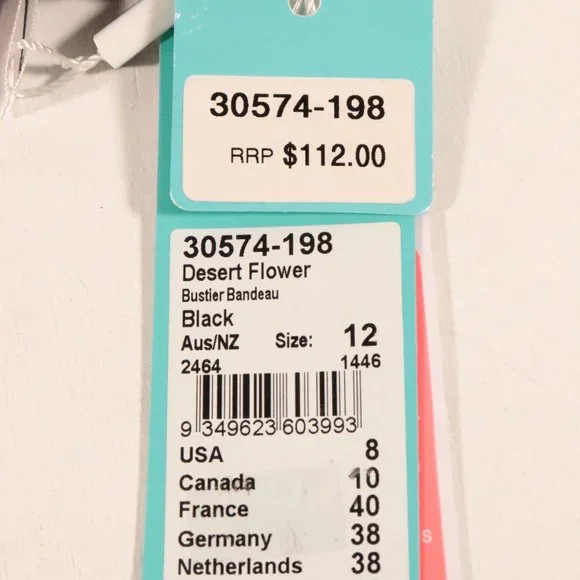 30574-198
RRP $112.00
30574-198
Desert Flower
Bustier Bandeau
Black
Aus/NZ Size: 12
2464 1446
9 349623 603993
USA 8
Canada 10
France 40
Germany 38
Netherlands 38
s